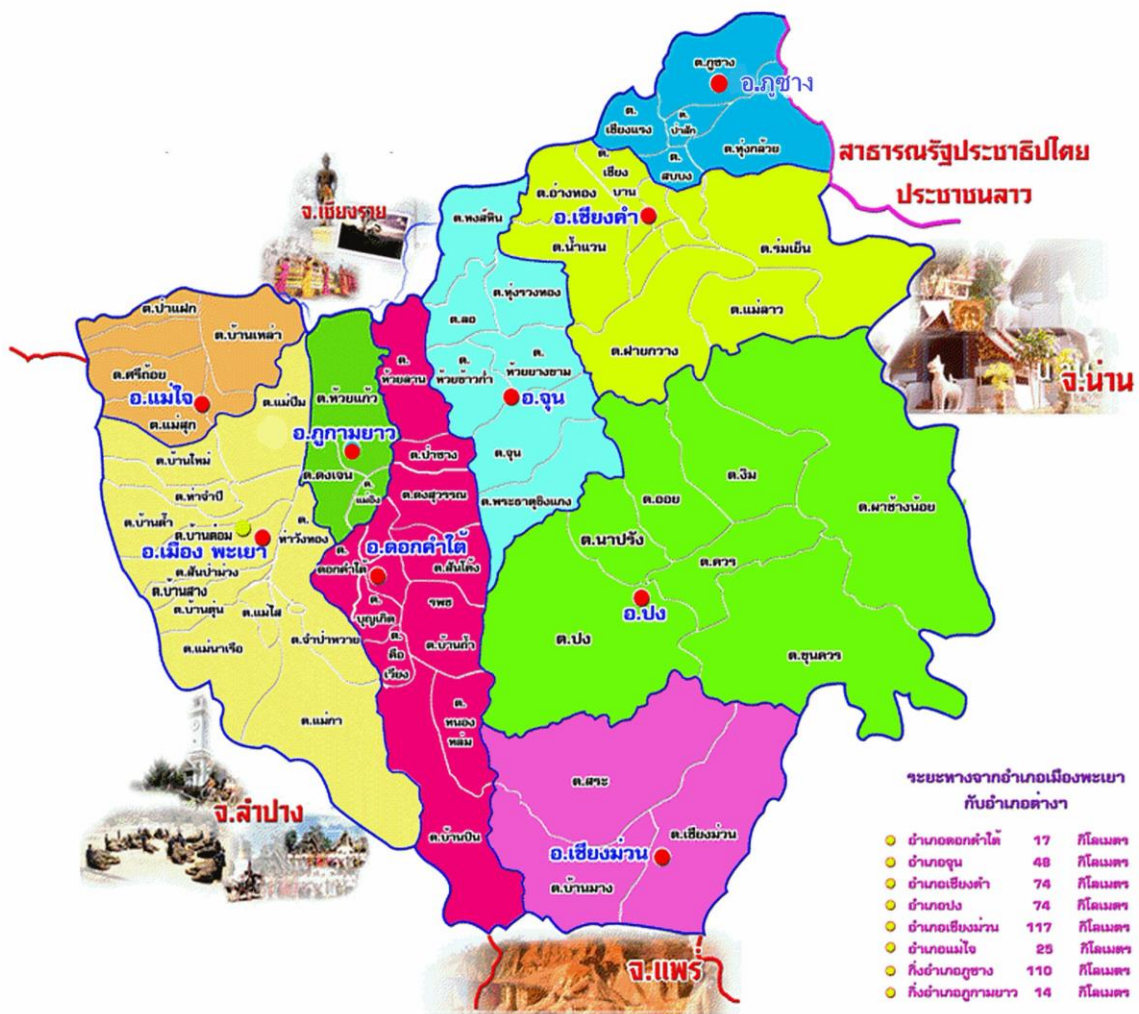 ต.ภูซาง
อ.ภูซาง
ต.
เชียงแรง
ต.
ป่าสัก
ต.ทุ่งกล้วย
ต.
สบบง
สาธารณรัฐประชาธิปไตย
ประชาชนลาว
ต.
เชียง
บาน
ต.อ่างทอง
อ.เชียงคำ
ต.น้ำแวน
ต.ร่มเย็น
ต.แม่ลาว
ต.ฝายกวาง
จ.เชียงราย
ต.หงส์หิน
ต.ทุ่งรวงทอง
ต.ลอ
ต.
ห้วยข้าวก่ำ
ต.
ห้วยยางขาม
อ.จุน
ต.จุน
ต.พระธาตุขิงแกง
จ.น่าน
ต.ป่าแฝก
ต.บ้านเหล่า
ต.ศรีถ้อย
อ.แม่ใจ
ต.แม่สุก
ต.แม่ปืม
ต.ห้วยแก้ว
อ.ภูกามยาว
ต.ดงเจน
ต.
แม่อิง
ต.
ห้วยลาน
ต.ป่าซาง
ต.ดงสุวรรณ
ต.บ้านใหม่
ต.ท่าจำปี
ต.บ้านต๋ำ
ต.บ้านต่อม
ต.
ท่าวังทอง
อ.เมือง พะเยา
ต.สันป่าม่วง
ต.บ้านสาง
ต.บ้านตุ่น
ต.แม่ใส
ต.แม่นาเรือ
ต.จำป่าหวาย
ต.แม่กา
อ.ดอกคำใต้
ต.
ดอกคำใต้
ต.สันโค้ง
รพช
ต.
บุญเกิด
ต.
คือ
เวียง
ต.บ้านถ้ำ
ต.
หนอง
หล่ม
ต.บ้านปิน
ต.งิม
ต.ออย
ต.ผาช้างน้อย
ต.นาปรัง
ต.ควร
อ.ปง
ต.ปง
ต.ขุนควร
ต.สระ
ต.เชียงม่วน
อ.เชียงม่วน
ต.บ้านมาง
จ.ลำปาง
จ.แพร่
ระยะทางจากอำเภอเมืองพะเยา
กับอำเภอต่างๆ
อำเภอดอกคำใต้ 17 กิโลเมตร
อำเภอจุน 48 กิโลเมตร
อำเภอเชียงคำ 74 กิโลเมตร
อำเภอปง 74 กิโลเมตร
อำเภอเชียงม่วน 117 กิโลเมตร
อำเภอแม่ใจ 25 กิโลเมตร
กิ่งอำเภอภูซาง 110 กิโลเมตร
กิ่งอำเภอภูกามยาว 14 กิโลเมตร